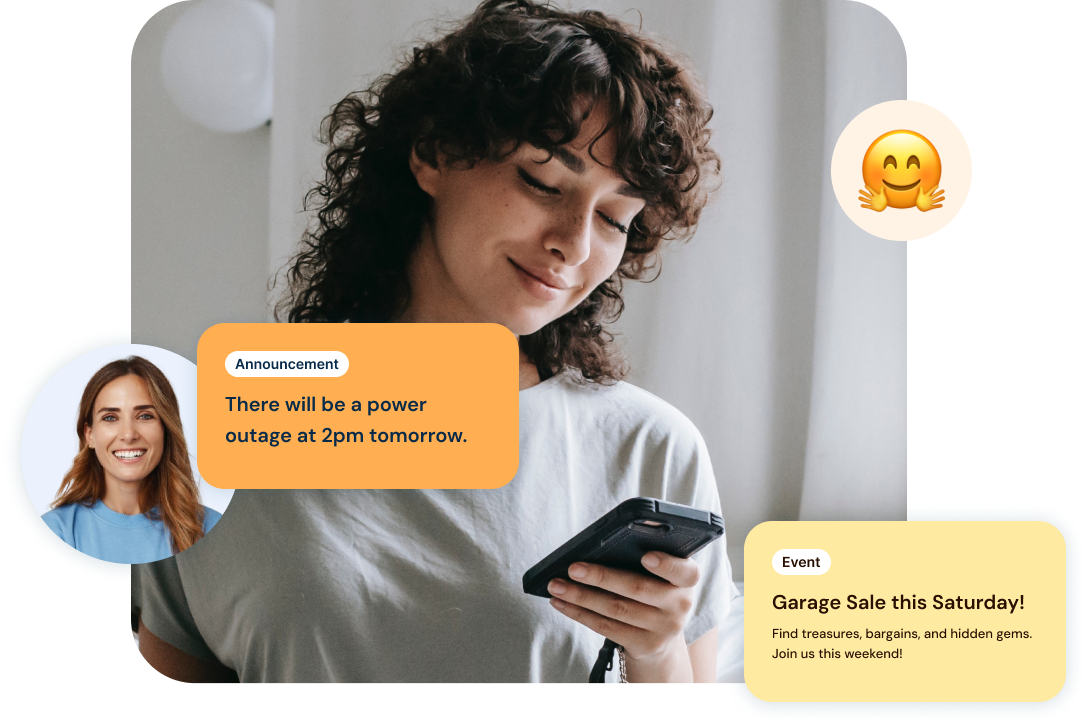 Announcement
There will be a power
outage at 2pm tomorrow.
Event
Garage Sale this Saturday!
Find treasures, bargains, and hidden gems.
Join us this weekend!